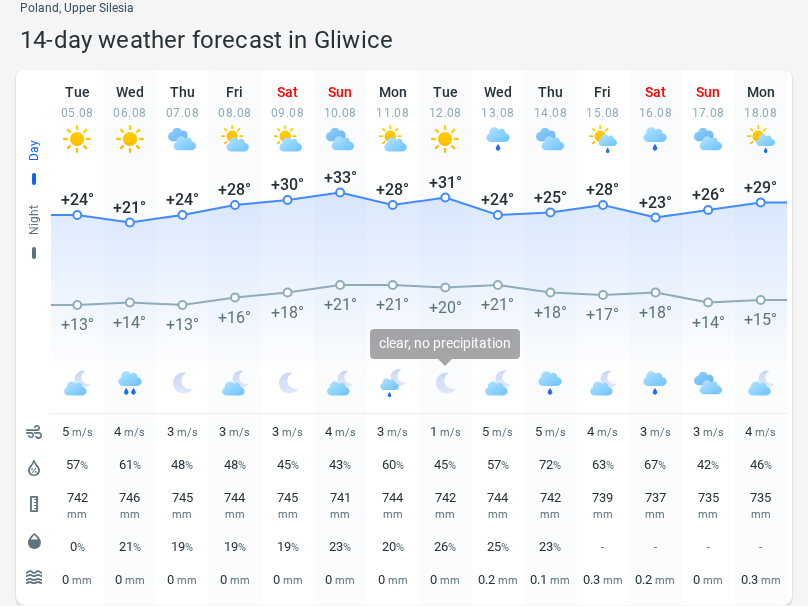 Poland, Upper Silesia
14-day weather forecast in Gliwice
Tue Wed Thu Fri Sat Sun Mon Tue Wed Thu Fri Sat Sun Mon
05.08 06.08 07.08 08.08 09.08 10.08 11.08 12.08 13.08 14.08 15.08 16.08 17.08 18.08
Day
+24° +21° +24° +28° +30° +33° +28° +31° +24° +25° +28° +23° +26° +29°
Night
+13° +14° +13° +16° +18° +21° +21° +20° +21° +18° +17° +18° +14° +15°
clear, no precipitation
5 m/s 4 m/s 3 m/s 3 m/s 3 m/s 4 m/s 3 m/s 1 m/s 5 m/s 5 m/s 4 m/s 3 m/s 3 m/s 4 m/s
57% 61% 48% 48% 45% 43% 60% 45% 57% 72% 63% 67% 42% 46%
742 746 745 744 745 741 744 742 744 742 739 737 735 735
mm mm mm mm mm mm mm mm mm mm mm mm mm mm
0% 21% 19% 19% 19% 23% 20% 26% 25% 23% - - - -
0 mm 0 mm 0 mm 0 mm 0 mm 0 mm 0 mm 0 mm 0.2 mm 0.1 mm 0.3 mm 0.2 mm 0 mm 0.3 mm